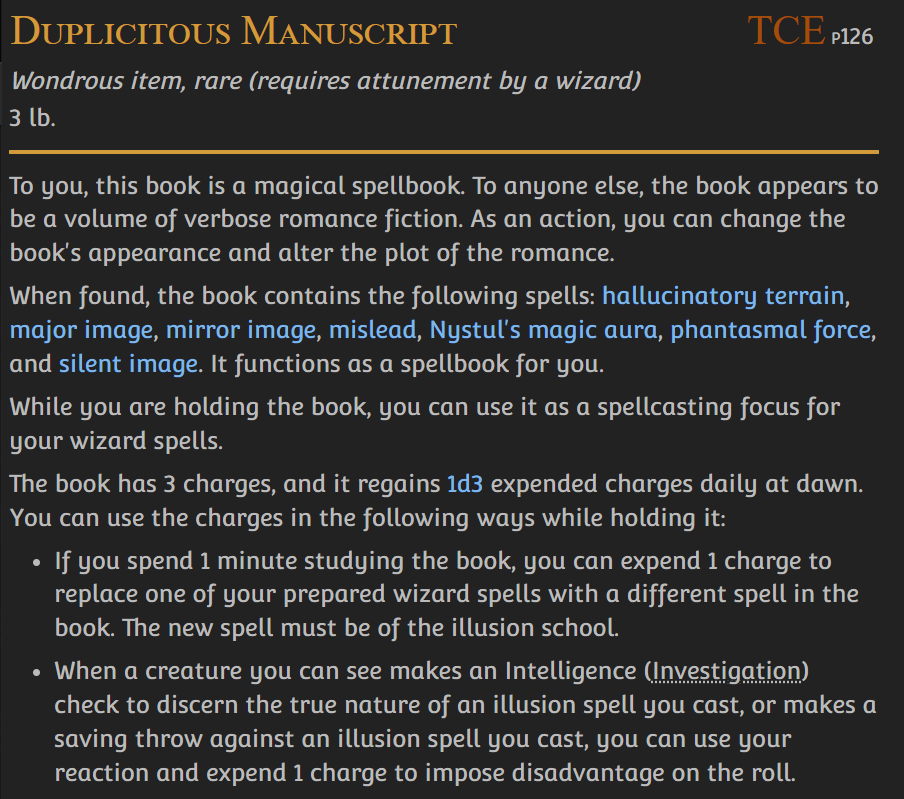 Duplicitous Manuscript TCE P126
Wondrous item, rare (requires attunement by a wizard)
3 lb.
To you, this book is a magical spellbook. To anyone else, the book appears to
be a volume of verbose romance fiction. As an action, you can change the
book's appearance and alter the plot of the romance.
When found, the book contains the following spells: hallucinatory terrain,
major image, mirror image, mislead, Nystul's magic aura, phantasmal force,
and silent image. It functions as a spellbook for you.
While you are holding the book, you can use it as a spellcasting focus for
your wizard spells.
The book has 3 charges, and it regains 1d3 expended charges daily at dawn.
You can use the charges in the following ways while holding it:
• If you spend 1 minute studying the book, you can expend 1 charge to
replace one of your prepared wizard spells with a different spell in the
book. The new spell must be of the illusion school.
• When a creature you can see makes an Intelligence (Investigation)
check to discern the true nature of an illusion spell you cast, or makes a
saving throw against an illusion spell you cast, you can use your
reaction and expend 1 charge to impose disadvantage on the roll.